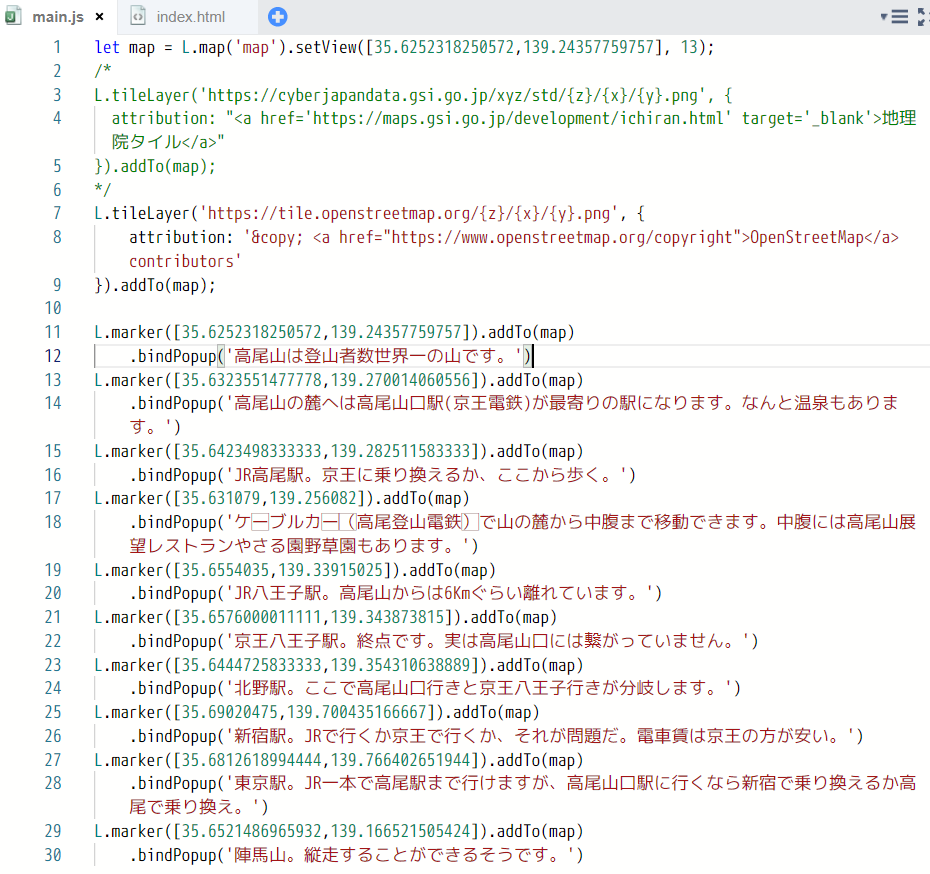 main.js × index.html
1 let map = L.map('map').setView([35.6252318250572,139.24357759757], 13);
2 /*
3 L.tileLayer('https://cyberjapandata.gsi.go.jp/xyz/std/{z}/{x}/{y}.png', {
4 attribution: "<a href='https://maps.gsi.go.jp/development/ichiran.html' target='_blank'>地理
院タイル</a>"
5 }).addTo(map);
6 */
7 L.tileLayer('https://tile.openstreetmap.org/{z}/{x}/{y}.png', {
8 attribution: '&copy; <a href="https://www.openstreetmap.org/copyright">OpenStreetMap</a>
contributors'
9 }).addTo(map);
10
11 L.marker([35.6252318250572,139.24357759757]).addTo(map)
12 .bindPopup('高尾山は登山者数世界一の山です。')
13 L.marker([35.6323551477778,139.270014060556]).addTo(map)
14 .bindPopup('高尾山の麓へは高尾山口駅(京王電鉄)が最寄りの駅になります。なんと温泉もありま
す。')
15 L.marker([35.6423498333333,139.282511583333]).addTo(map)
16 .bindPopup('JR高尾駅。京王に乗り換えるか、ここから歩く。')
17 L.marker([35.631079,139.256082]).addTo(map)
18 .bindPopup('ケーブルカー（高尾登山電鉄）で山の麓から中腹まで移動できます。中腹には高尾山展
望レストランやさる園野草園もあります。')
19 L.marker([35.6554035,139.33915025]).addTo(map)
20 .bindPopup('JR八王子駅。高尾山からは6Kmぐらい離れています。')
21 L.marker([35.6576000011111,139.343873815]).addTo(map)
22 .bindPopup('京王八王子駅。終点です。実は高尾山口には繋がっていません。')
23 L.marker([35.6444725833333,139.354310638889]).addTo(map)
24 .bindPopup('北野駅。ここで高尾山口行きと京王八王子行きが分岐します。')
25 L.marker([35.69020475,139.700435166667]).addTo(map)
26 .bindPopup('新宿駅。JRで行くか京王で行くか、それが問題だ。電車賃は京王の方が安い。')
27 L.marker([35.6812618994444,139.766402651944]).addTo(map)
28 .bindPopup('東京駅。JR一本で高尾駅まで行けますが、高尾山口駅に行くなら新宿で乗り換えるか高
尾で乗り換え。')
29 L.marker([35.6521486965932,139.166521505424]).addTo(map)
30 .bindPopup('陣馬山。縦走することができるそうです。')